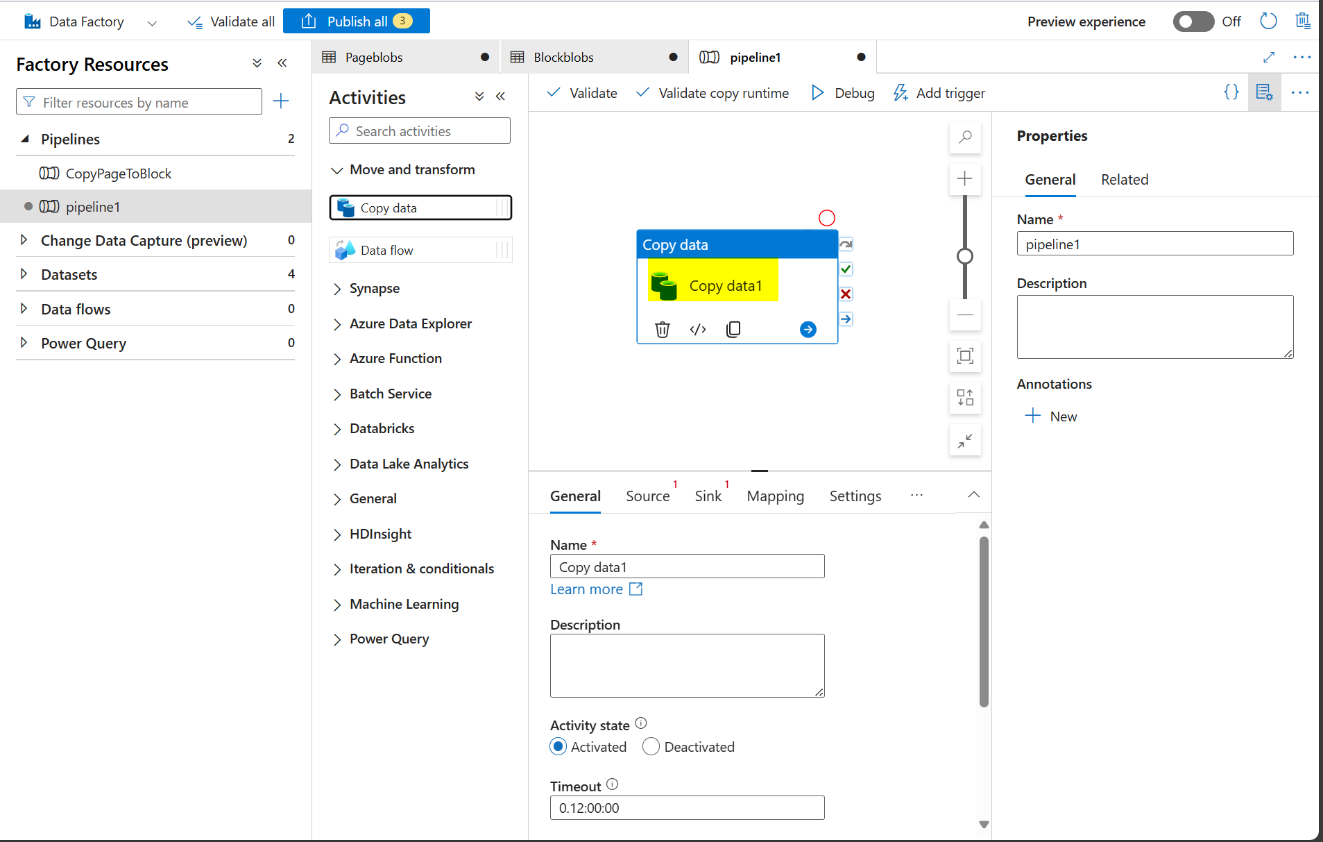 Data Factory
Validate all
Publish all 3
Preview experience
Off
Factory Resources
Filter resources by name
Pipelines 2
CopyPageToBlock
pipeline1
Change Data Capture (preview) 0
Datasets 4
Data flows 0
Power Query 0
Pageblobs
Blockblobs
pipeline1
Activities
Search activities
Move and transform
Copy data
Data flow
Synapse
Azure Data Explorer
Azure Function
Batch Service
Databricks
Data Lake Analytics
General
HDInsight
Iteration & conditionals
Machine Learning
Power Query
Validate
Validate copy runtime
Debug
Add trigger
Copy data
Copy data1
General
Source 1
Sink 1
Mapping
Settings
Name *
Copy data1
Learn more
Description
Activity state
Activated
Deactivated
Timeout
0.12:00:00
Properties
General
Related
Name *
pipeline1
Description
Annotations
New